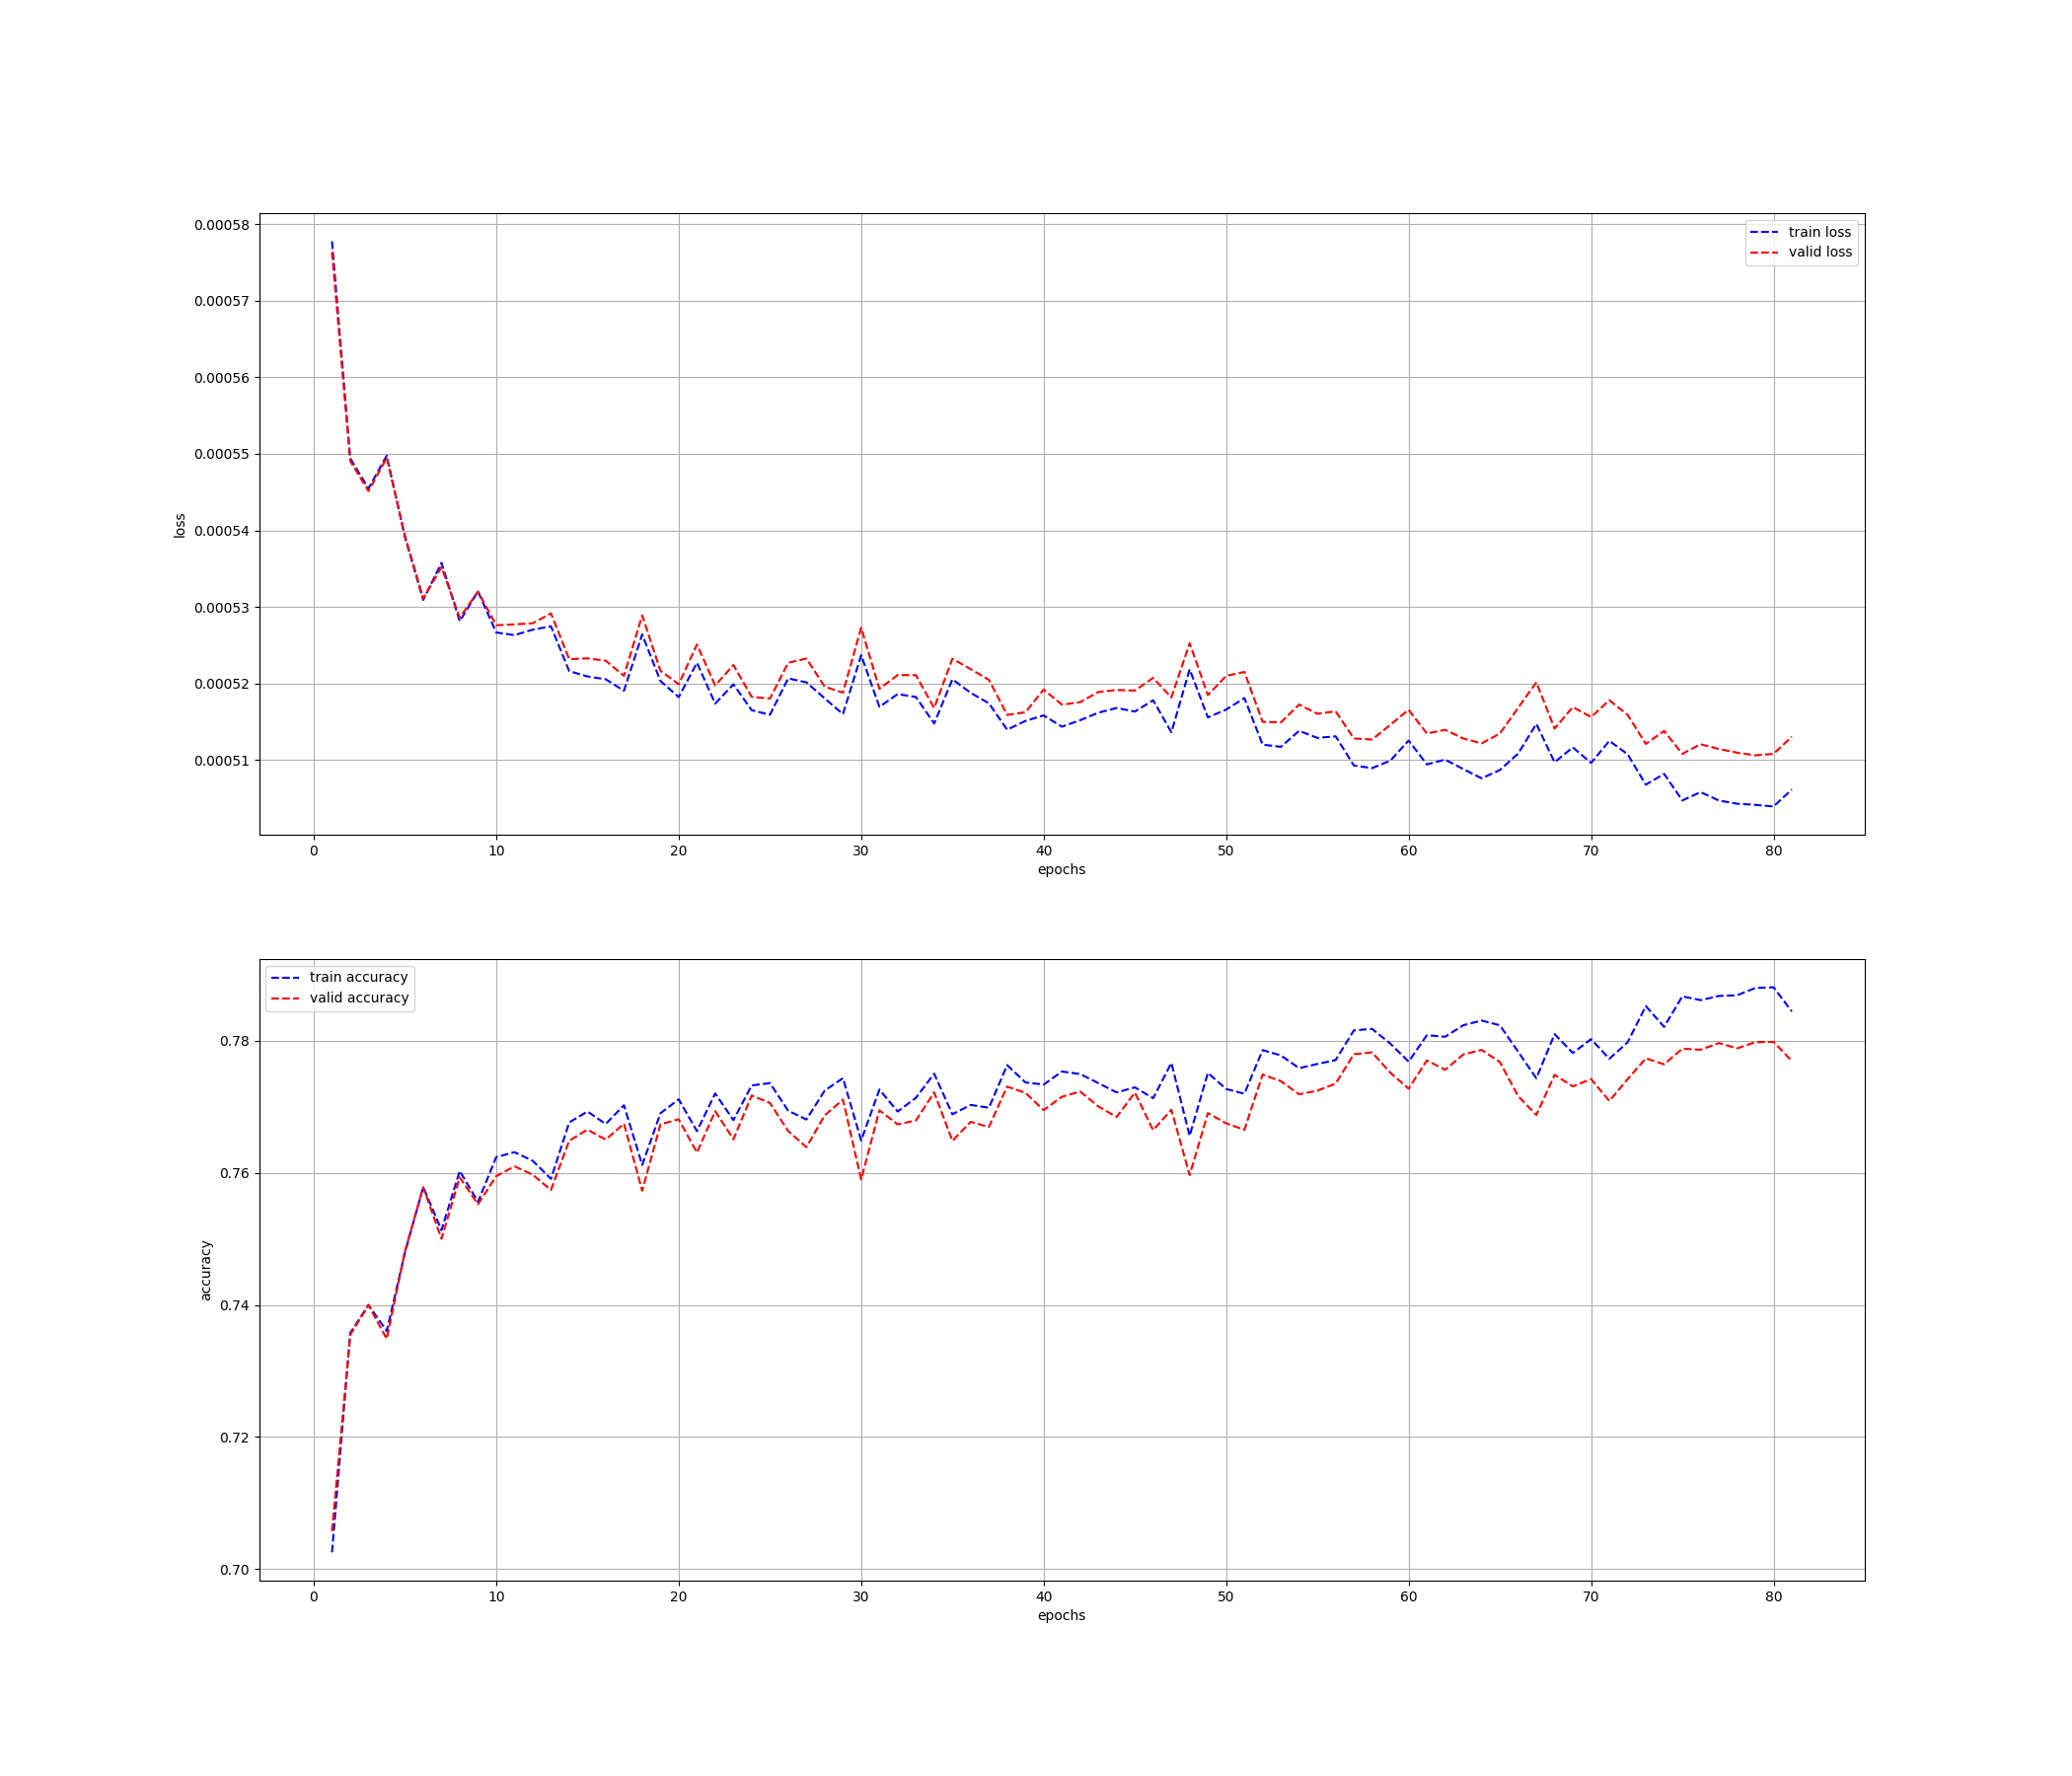 0.00058
0.00057
0.00056
0.00055
0.00054
0.00053
0.00052
0.00051
loss
train loss
valid loss
0 10 20 30 40 50 60 70 80
epochs
train accuracy
valid accuracy
0.78
0.76
0.74
0.72
0.70
accuracy
0 10 20 30 40 50 60 70 80
epochs